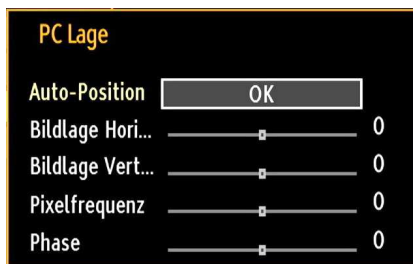 PC Lage
Auto-Position OK
Bildlage Hori... 0
Bildlage Vert... 0
Pixelfrequenz 0
Phase 0